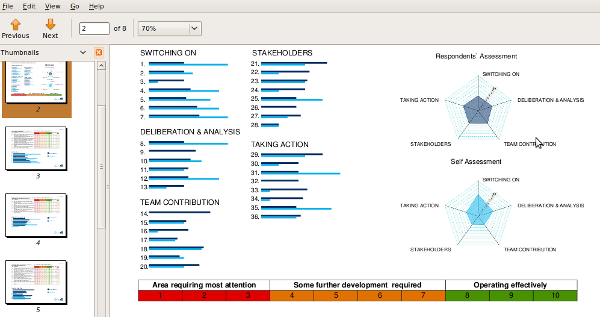 File Edit View Go Help
Previous Next 2 of 8 70%
Thumbnails
2
3
4
5
SWITCHING ON
1.
2.
3.
4.
5.
6.
7.
DELIBERATION & ANALYSIS
8.
9.
10.
11.
12.
13.
TEAM CONTRIBUTION
14.
15.
16.
17.
18.
19.
20.
STAKEHOLDERS
21.
22.
23.
24.
25.
26.
27.
28.
TAKING ACTION
29.
30.
31.
32.
33.
34.
35.
36.
Respondents' Assessment
SWITCHING ON
TAKING ACTION
DELIBERATION & ANALYSIS
STAKEHOLDERS
TEAM CONTRIBUTION
Self Assessment
SWITCHING ON
TAKING ACTION
DELIBERATION & ANALYSIS
STAKEHOLDERS
TEAM CONTRIBUTION
Area requiring most attention Some further development required Operating effectively
1 2 3 4 5 6 7 8 9 10